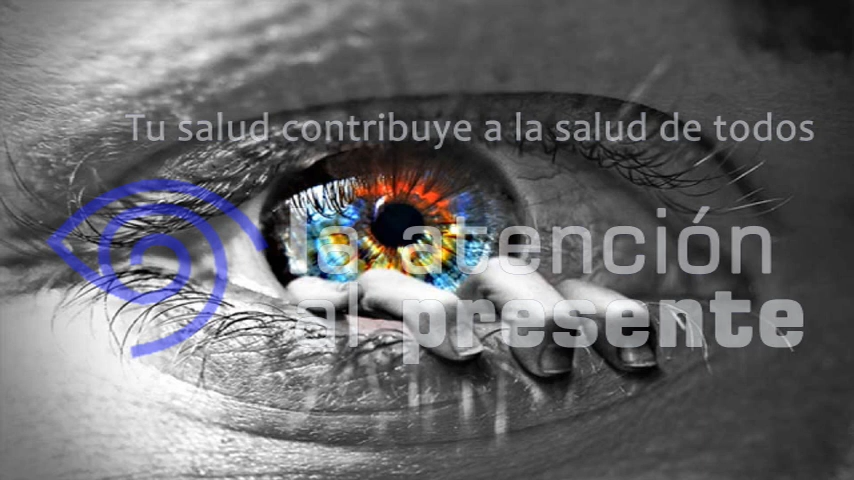 Tu salud contribuye a la salud de todos
la atención
al presente